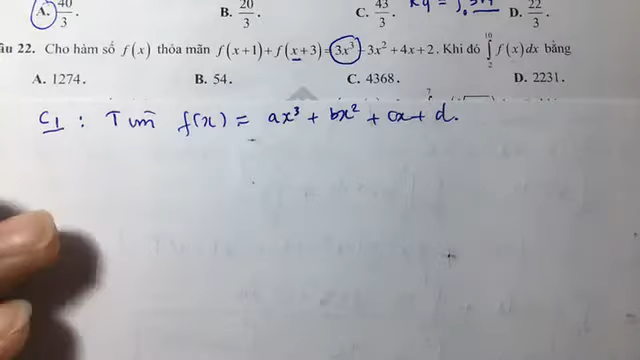 A. 40/3. B. 20/3. C. 43/3. D. 22/3.
âu 22. Cho hàm số f(x) thỏa mãn f(x+1)+f(x+3)=3x³-3x²+4x+2. Khi đó ∫₂¹⁰ f(x)dx bằng
A. 1274. B. 54. C. 4368. D. 2231.
C1 : Tìm f(x) = ax³ + bx² + cx + d.